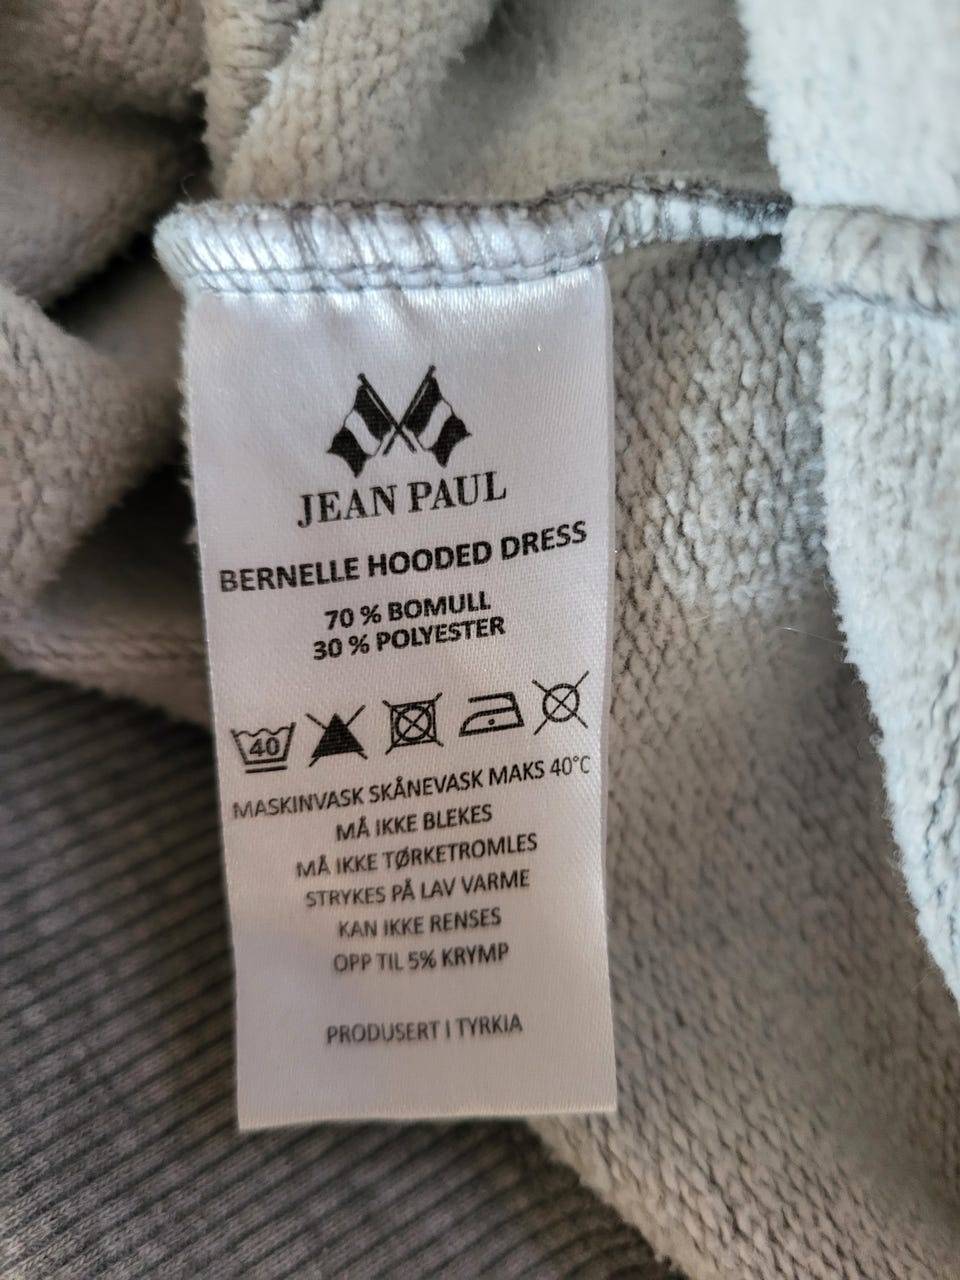 JEAN PAUL
BERNELLE HOODED DRESS
70 % BOMULL
30 % POLYESTER
40
MASKINVASK SKÅNEVASK MAKS 40°C
MÅ IKKE BLEKES
MÅ IKKE TØRKETROMLES
STRYKES PÅ LAV VARME
KAN IKKE RENSES
OPP TIL 5% KRYMP
PRODUSERT I TYRKIA